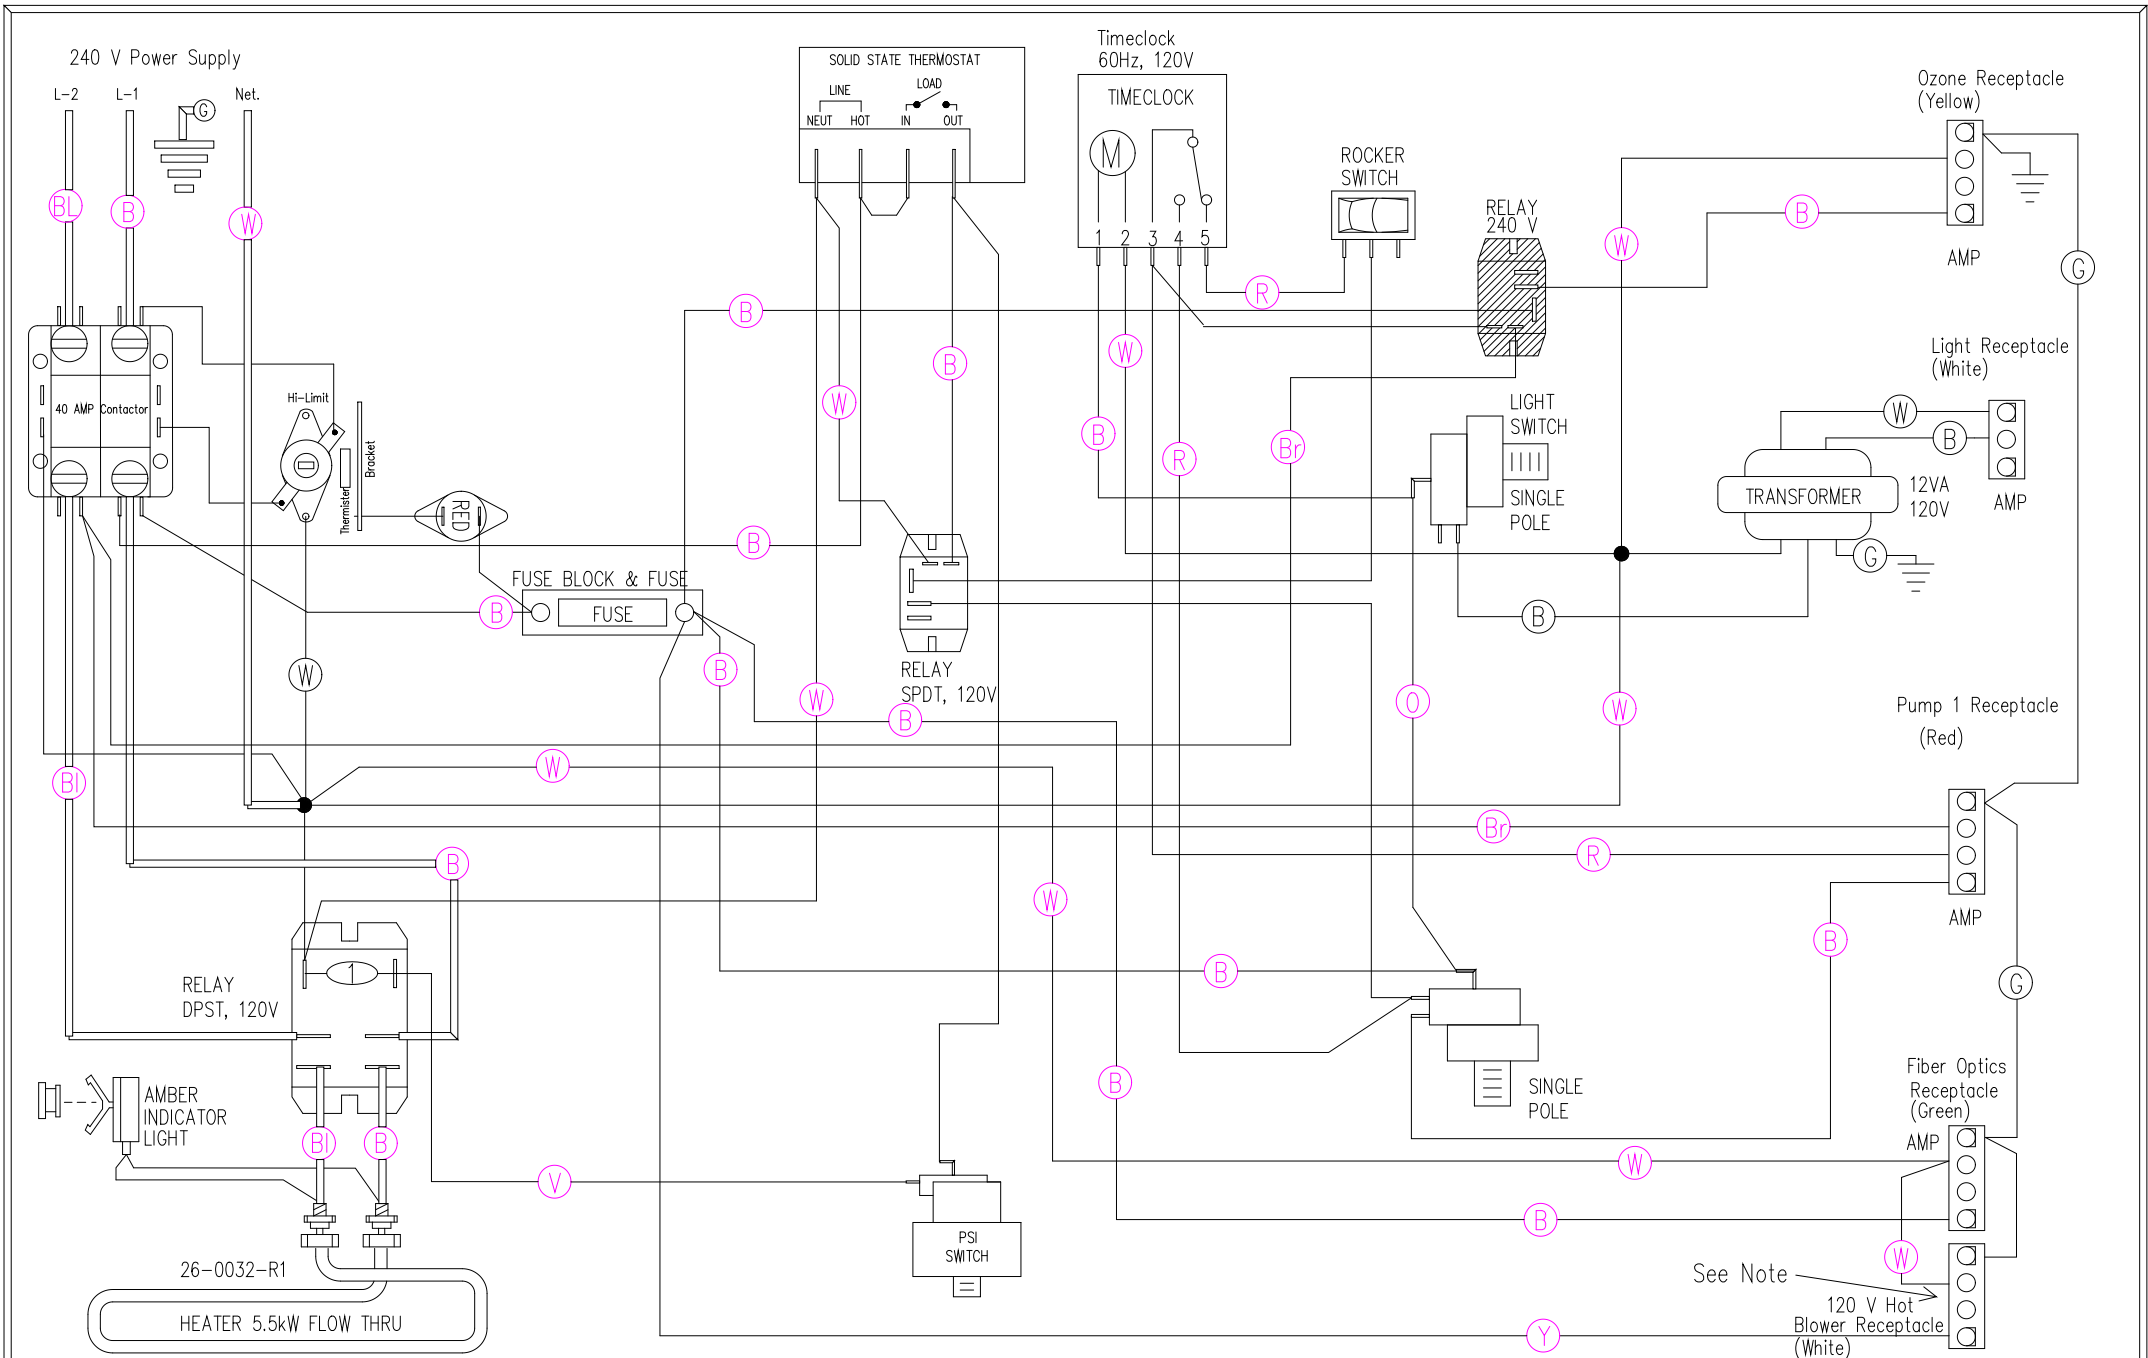 240 V Power Supply
L-2
L-1
Net.
G
BL
B
W
SOLID STATE THERMOSTAT
LINE
LOAD
NEUT
HOT
IN
OUT
Timeclock
60Hz, 120V
TIMECLOCK
M
1
2
3
4
5
ROCKER
SWITCH
RELAY
240 V
Ozone Receptacle
(Yellow)
AMP
B
W
G
R
B
W
B
W
B
R
Br
40 AMP
Contactor
Hi-Limit
Thermister
Bracket
RED
LIGHT
SWITCH
SINGLE
POLE
Light Receptacle
(White)
AMP
W
B
TRANSFORMER
12VA
120V
G
B
B
FUSE BLOCK & FUSE
FUSE
B
B
W
W
RELAY
SPDT, 120V
B
O
W
Pump 1 Receptacle
(Red)
AMP
W
Bl
Br
R
B
W
B
B
G
RELAY
DPST, 120V
1
SINGLE
POLE
B
Fiber Optics
Receptacle
(Green)
AMP
AMBER
INDICATOR
LIGHT
Bl
B
V
W
B
W
PSI
SWITCH
26-0032-R1
HEATER 5.5kW FLOW THRU
See Note
120 V Hot
Blower Receptacle
(White)
Y